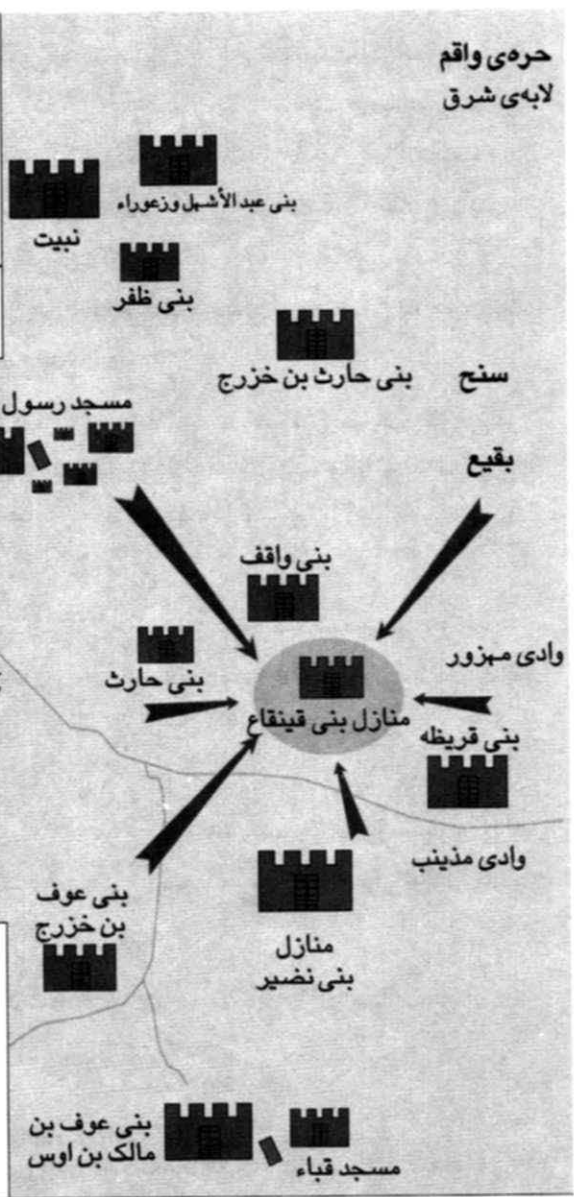 حره‌ی واقم
لابه‌ی شرق
بنی عبد الأشهل وزعوراء
نبیت
بنی ظفر
بنی حارث بن خزرج
سنح
مسجد رسول
بقیع
بنی واقف
وادی مهزور
بنی حارث
منازل بنی قینقاع
بنی قریظه
وادی مذینب
بنی عوف
بن خزرج
منازل
بنی نضیر
بنی عوف بن
مالک بن اوس
مسجد قباء